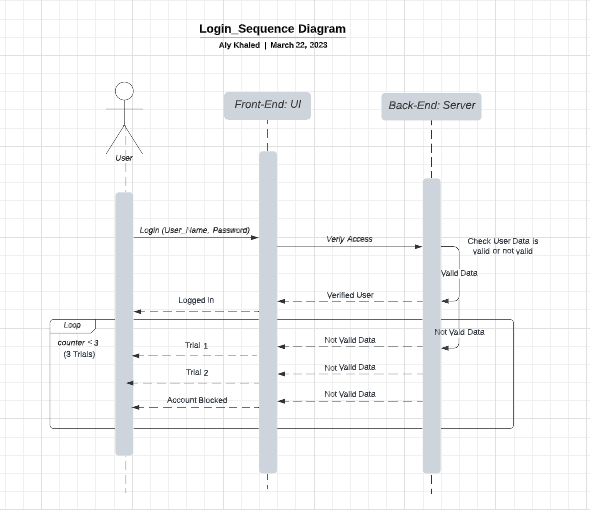 Login_Sequence Diagram
Aly Khaled | March 22, 2023
Front-End: UI
Back-End: Server
User
Login (User_Name, Password)
Veriy Access
Check User Data is
valid or not yalid
Valid Data
Verified User
Logged In
Loop
counter < 3
(3 Trials)
Not Valid Data
Trial 1
Not Valid Data
Trial 2
Not Valid Data
Account Blocked
Not Valid Data